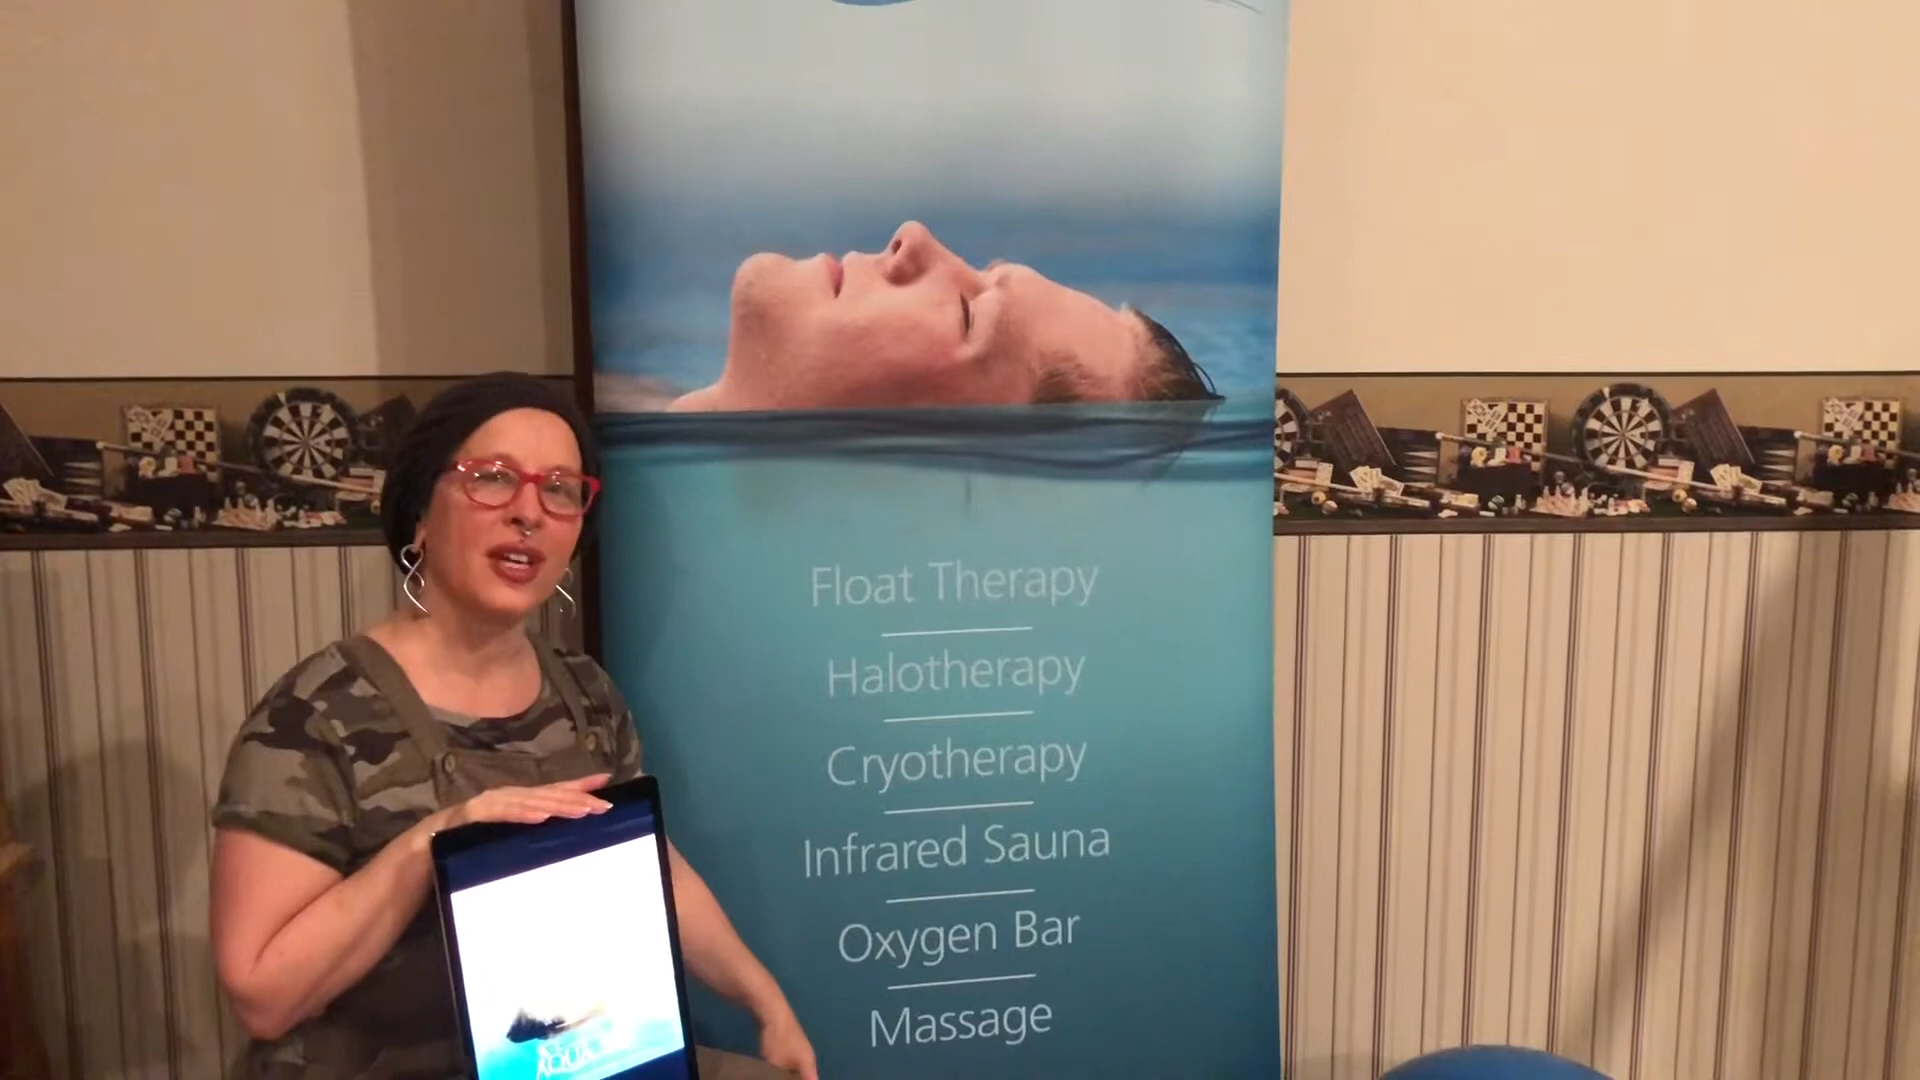 Float Therapy
Halotherapy
Cryotherapy
Infrared Sauna
Oxygen Bar
Massage